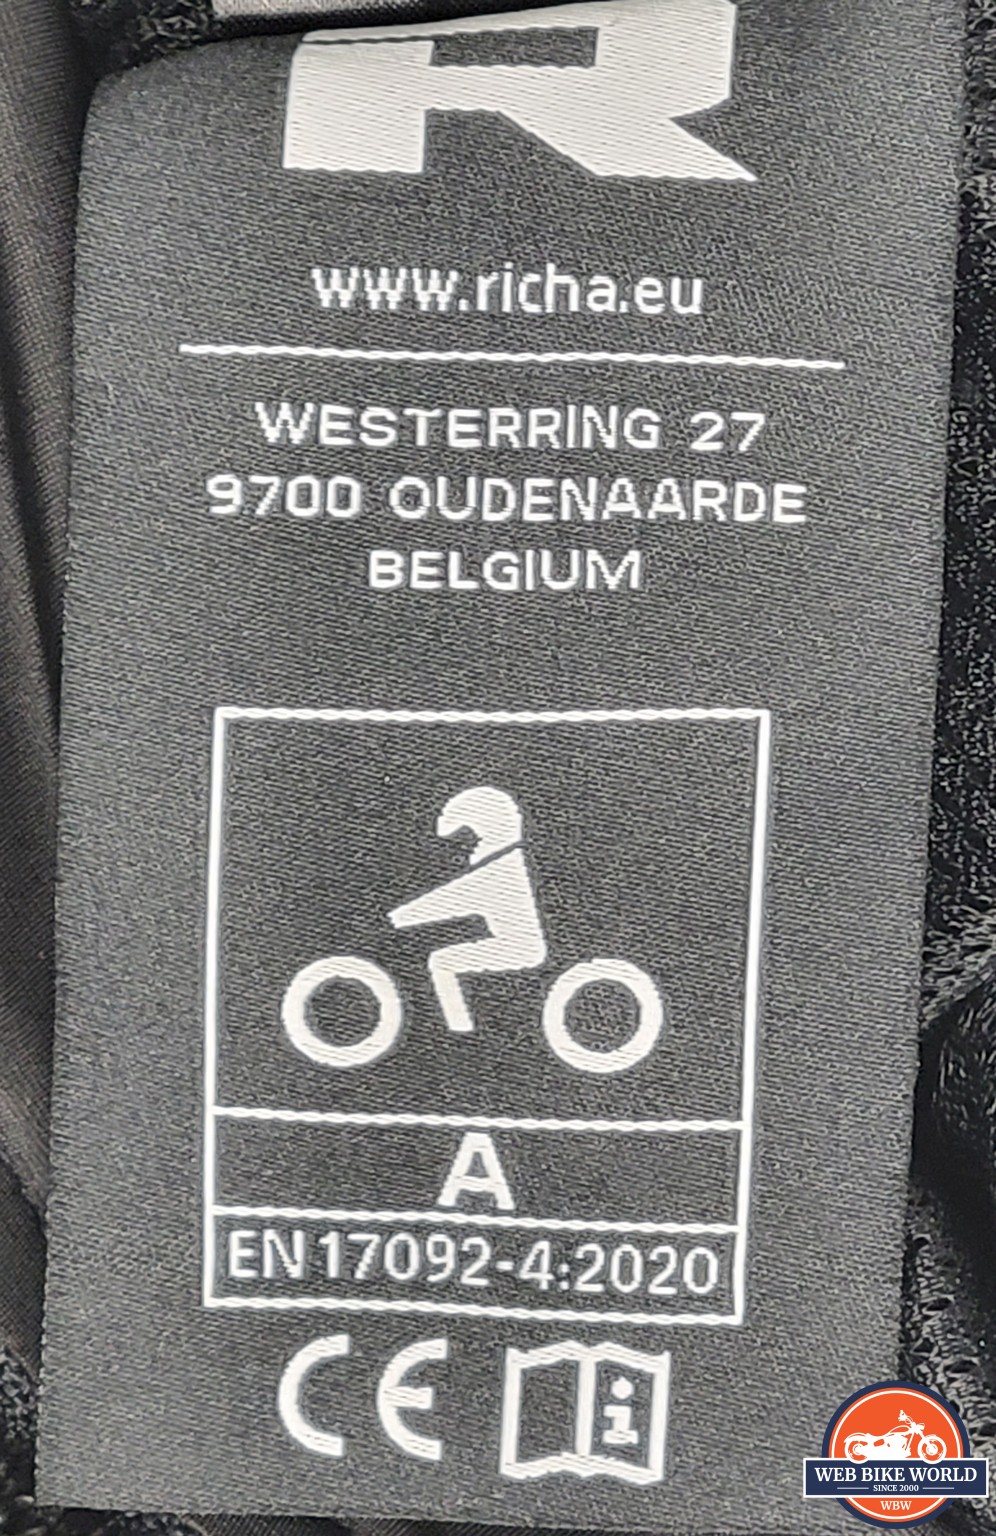 R
www.richa.eu
WESTERRING 27
9700 OUDENAARDE
BELGIUM
A
EN 17092-4:2020
CE
i
WEB BIKE WORLD
SINCE 2000
WBW